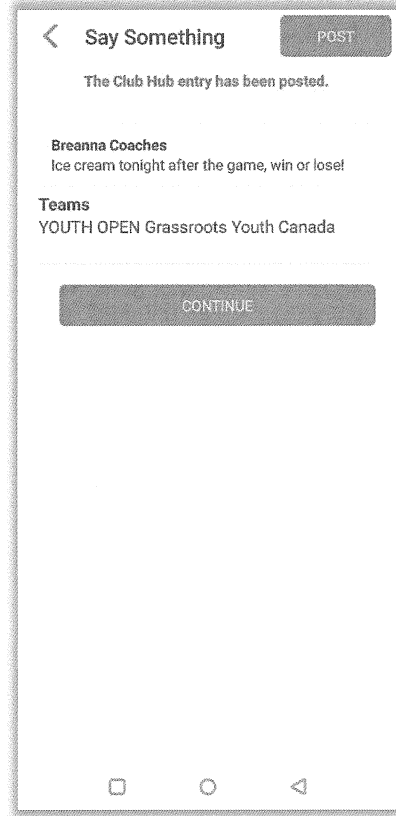 Say Something
POST
The Club Hub entry has been posted.
Breanna Coaches
Ice cream tonight after the game, win or lose!
Teams
YOUTH OPEN Grassroots Youth Canada
CONTINUE